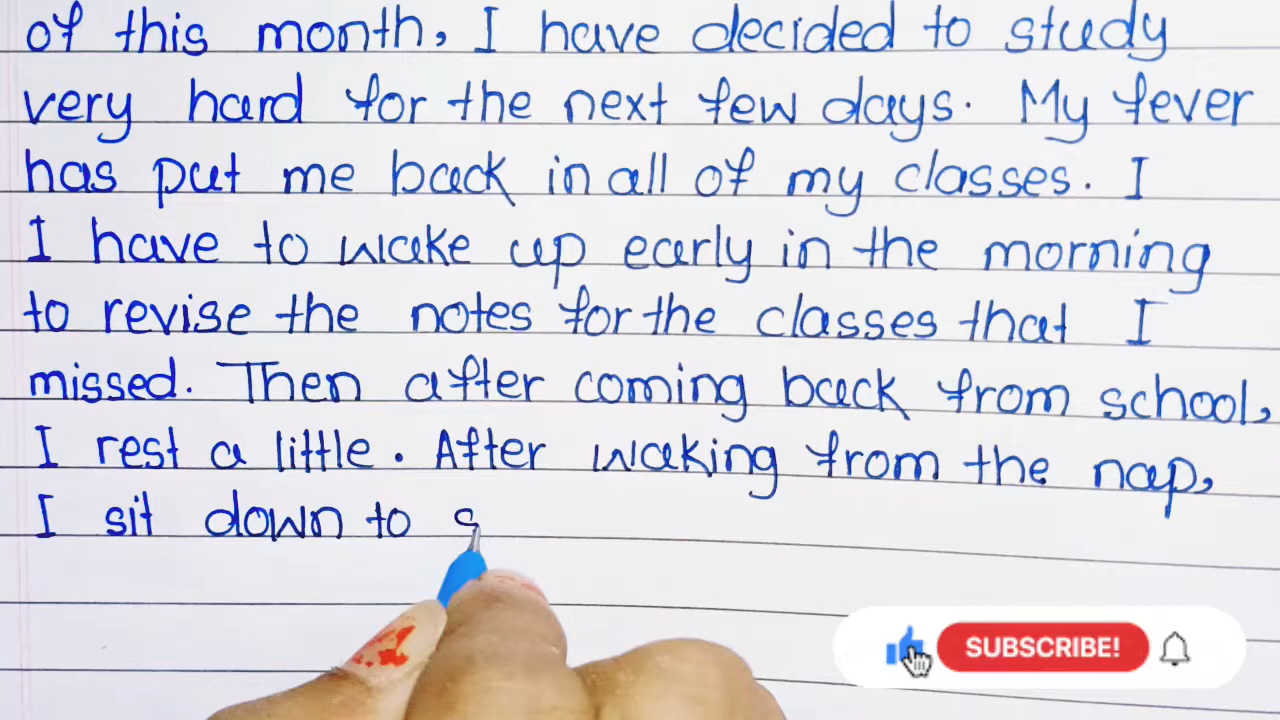 of this month, I have decided to study
very hard for the next few days. My fever
has put me back in all of my classes. I
I have to wake up early in the morning
to revise the notes for the classes that I
missed. Then after coming back from school,
I rest a little. After waking from the nap,
I sit down to s
SUBSCRIBE!